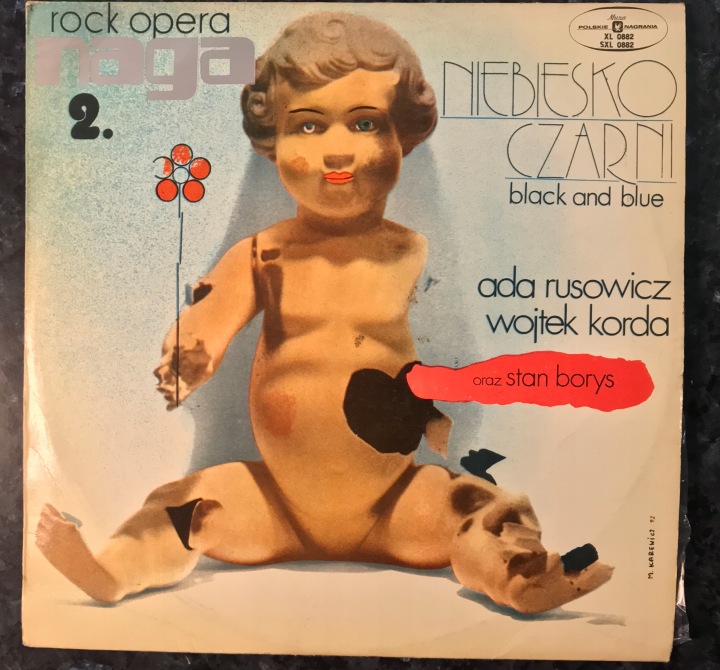 rock opera
naga
2.
Muza
POLSKIE NAGRANIA
XL 0882
SXL 0882
NIEBIESKO
CZARNI
black and blue
ada rusowicz
wojtek korda
oraz stan borys
M. KAREWICZ 72